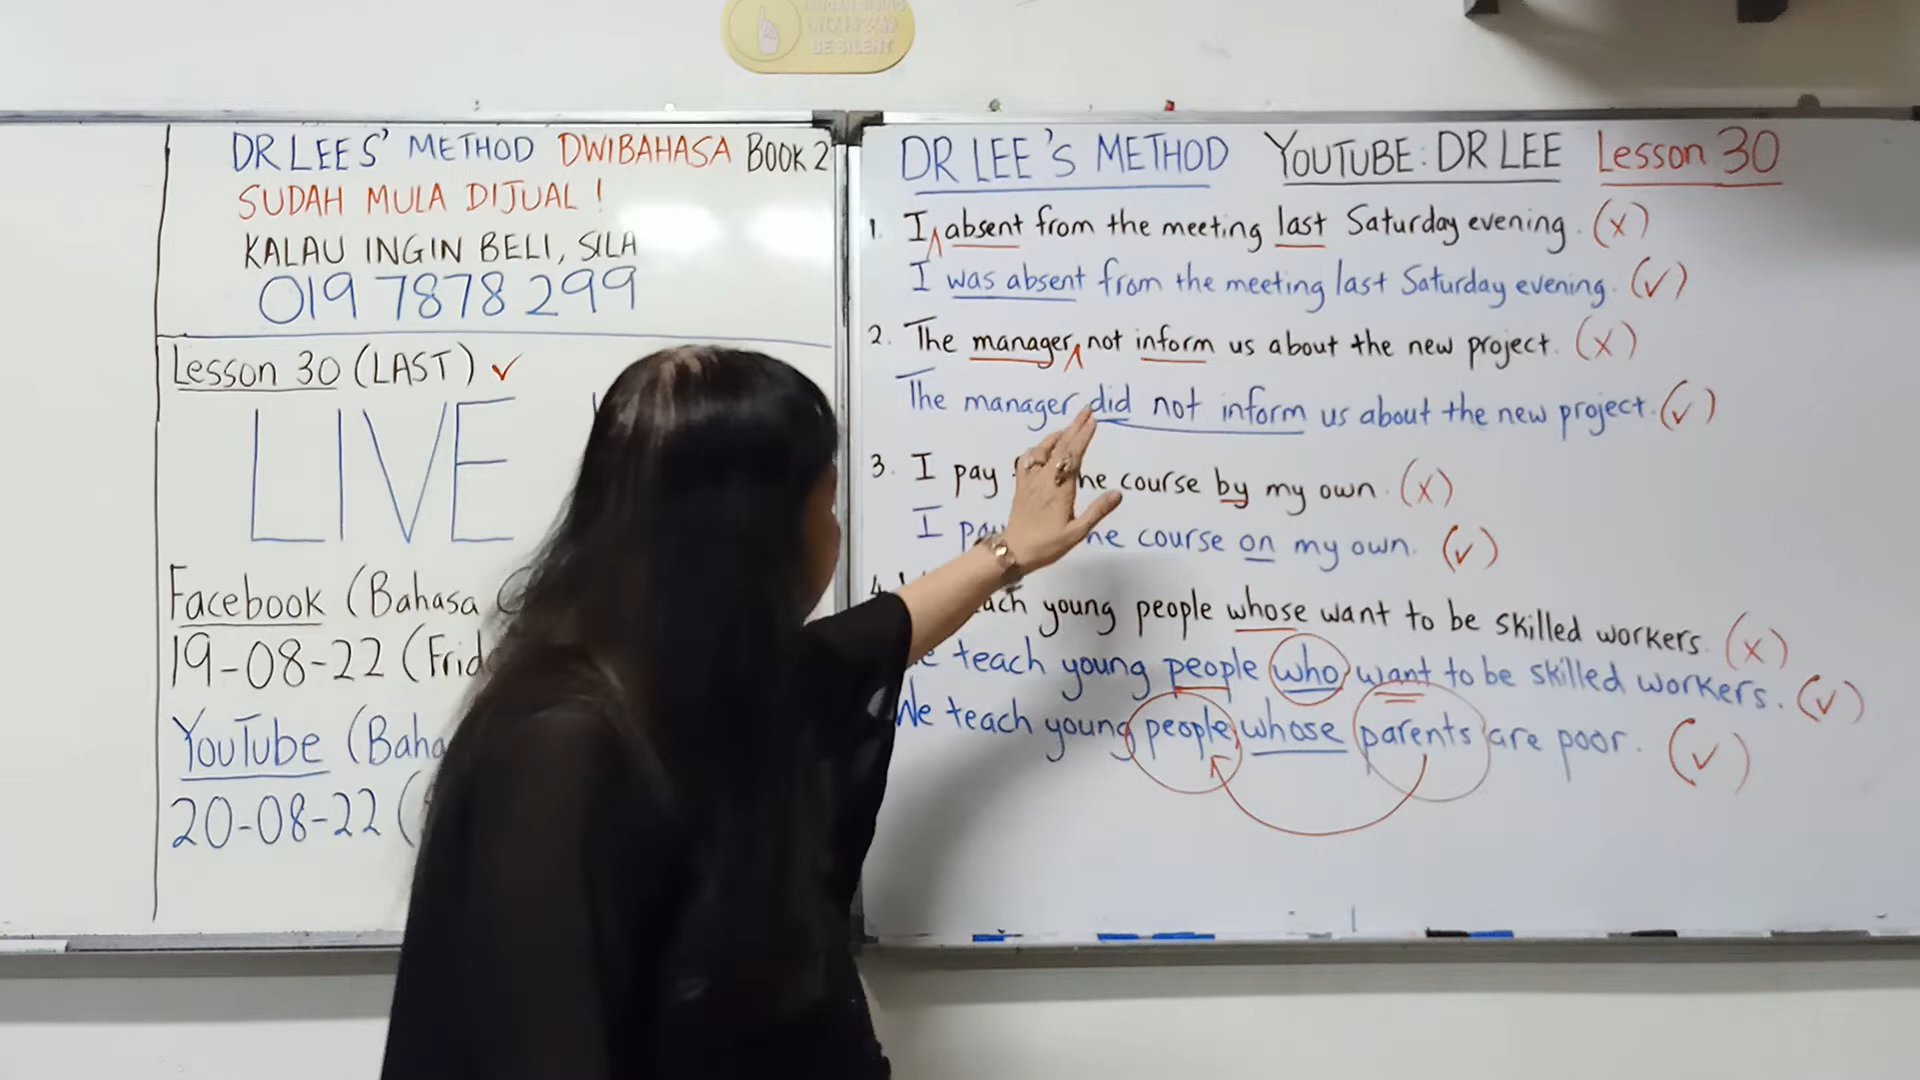 BE SILENT
DR LEE S' METHOD DWIBAHASA BOOK 2
SUDAH MULA DIJUAL !
KALAU INGIN BELI, SILA
019 7878 299
Lesson 30 (LAST) ✓
LIVE
Facebook (Bahasa
19-08-22 (
YouTube (
20-08-22 (
DR LEE'S METHOD YOUTUBE: DR LEE Lesson 30
1. I absent from the meeting last Saturday evening. (x)
I was absent from the meeting last Saturday evening. (✓)
2. The manager not inform us about the new project. (x)
The manager did not inform us about the new project. (✓)
3. I pay course by my own. (x)
I course on my own. (✓)
4. young people whose want to be skilled workers. (x)
teach young people who want to be skilled workers. (✓)
We teach young people whose parents are poor. (✓)